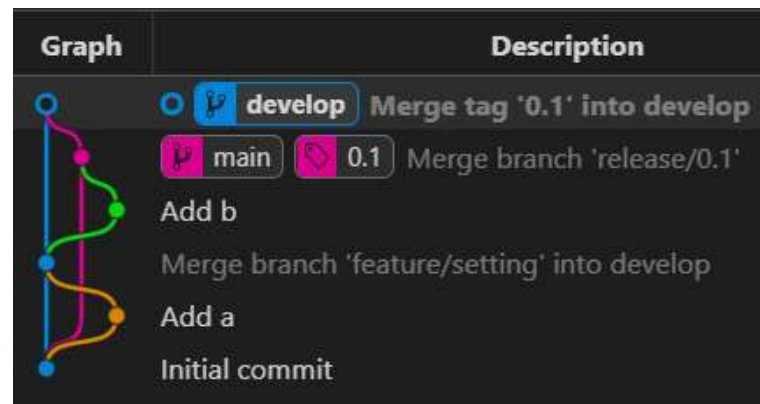 Graph Description
develop Merge tag '0.1' into develop
main 0.1 Merge branch 'release/0.1'
Add b
Merge branch 'feature/setting' into develop
Add a
Initial commit